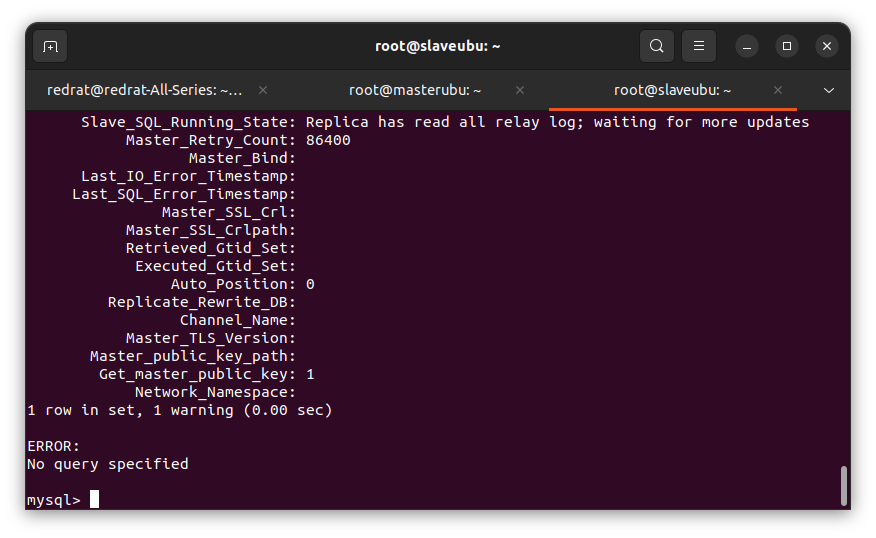 root@slaveubu: ~
redrat@redrat-All-Series: ~...
root@masterubu: ~
root@slaveubu: ~
Slave_SQL_Running_State: Replica has read all relay log; waiting for more updates
Master_Retry_Count: 86400
Master_Bind:
Last_IO_Error_Timestamp:
Last_SQL_Error_Timestamp:
Master_SSL_Crl:
Master_SSL_Crlpath:
Retrieved_Gtid_Set:
Executed_Gtid_Set:
Auto_Position: 0
Replicate_Rewrite_DB:
Channel_Name:
Master_TLS_Version:
Master_public_key_path:
Get_master_public_key: 1
Network_Namespace:
1 row in set, 1 warning (0.00 sec)
ERROR:
No query specified
mysql>